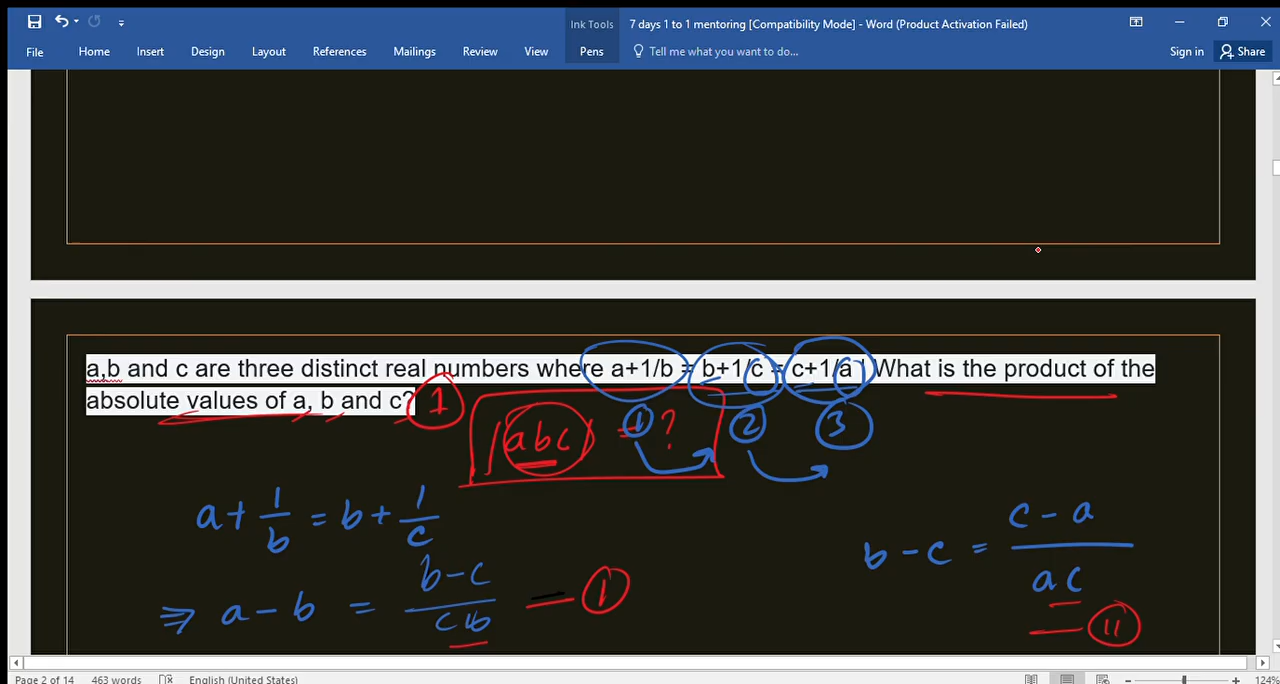 Ink Tools
7 days 1 to 1 mentoring [Compatibility Mode] - Word (Product Activation Failed)
File Home Insert Design Layout References Mailings Review View Pens Tell me what you want to do... Sign in Share
a,b and c are three distinct real numbers where a+1/b = b+1/c = c+1/a What is the product of the
absolute values of a, b and c?
1
|abc| = ?
1 2 3
a + 1/b = b + 1/c
⇒ a - b = b-c/cb — I
b - c = c - a/ac
— II
Page 2 of 14 463 words English (United States) 124%